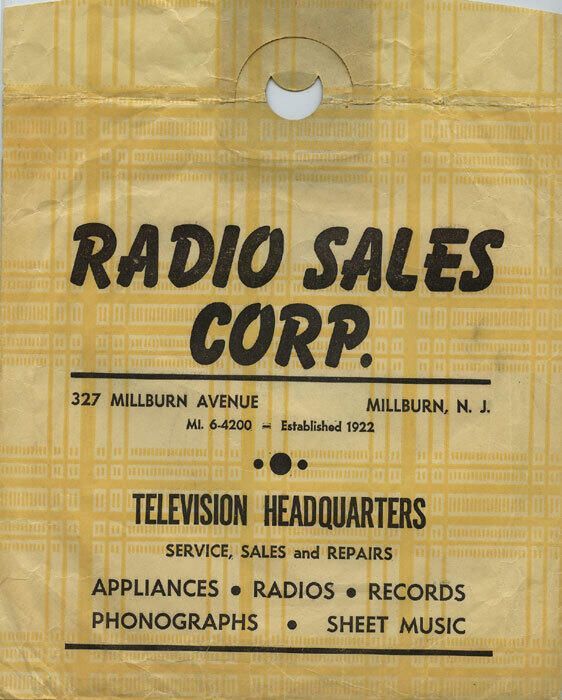 RADIO SALES
CORP.
327 MILLBURN AVENUE MILLBURN, N. J.
MI. 6-4200 – Established 1922
TELEVISION HEADQUARTERS
SERVICE, SALES and REPAIRS
APPLIANCES • RADIOS • RECORDS
PHONOGRAPHS • SHEET MUSIC